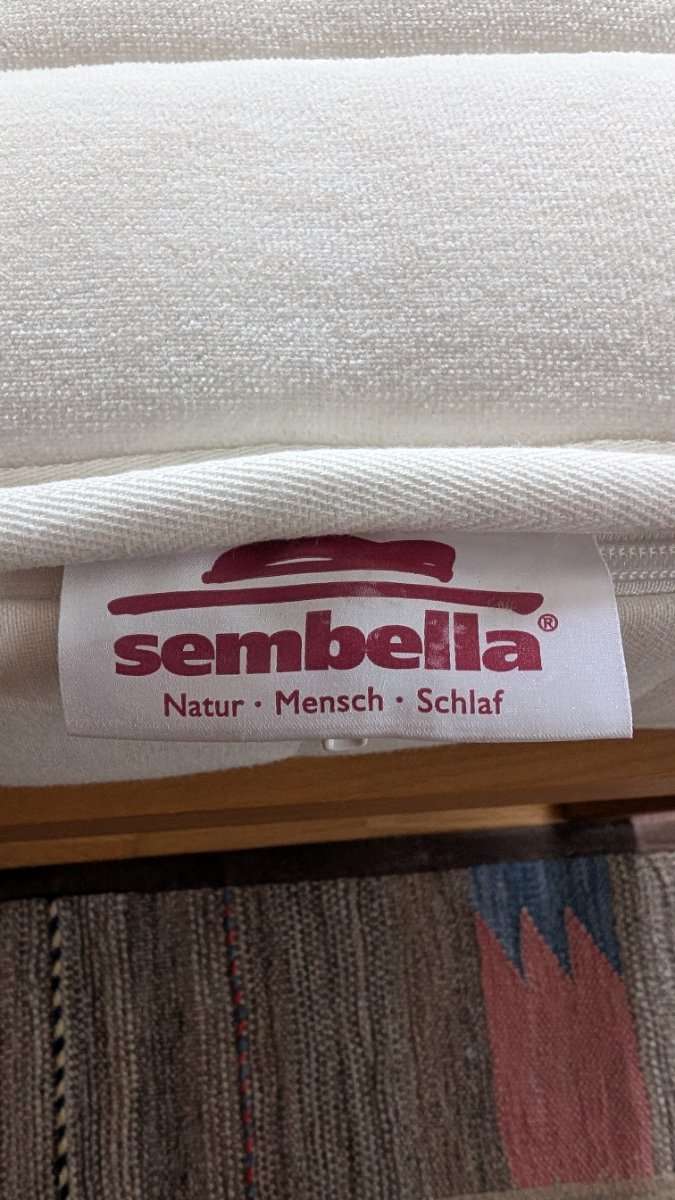 sembella®
Natur · Mensch · Schlaf